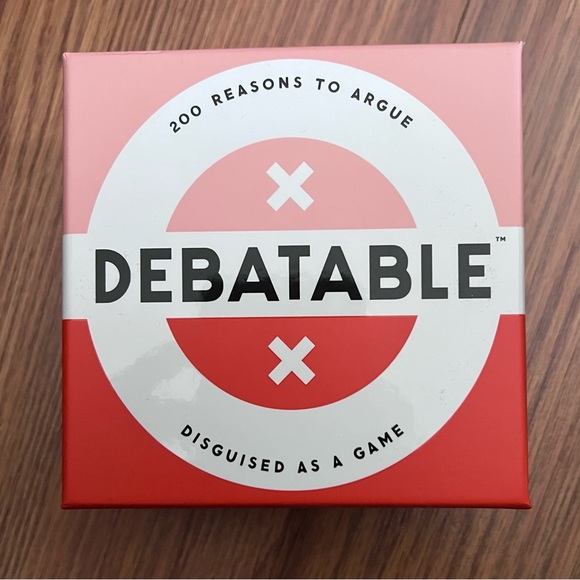 200 REASONS TO ARGUE
DEBATABLE™
DISGUISED AS A GAME